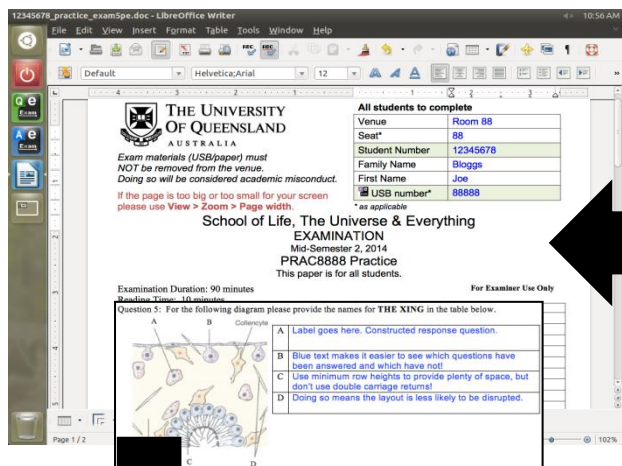 12345678_practice_exam5pe.doc - LibreOffice Writer
10:56 AM
File Edit View Insert Format Table Tools Window Help
Default
Helvetica;Arial
12
THE UNIVERSITY
OF QUEENSLAND
AUSTRALIA
Exam materials (USB/paper) must
NOT be removed from the venue.
Doing so will be considered academic misconduct.
If the page is too big or too small for your screen
please use View > Zoom > Page width.
All students to complete
Venue Room 88
Seat* 88
Student Number 12345678
Family Name Bloggs
First Name Joe
USB number* 88888
* as applicable
School of Life, The Universe & Everything
EXAMINATION
Mid-Semester
2, 2014
PRAC8888 Practice
This paper is for all students.
Examination Duration: 90 minutes
For Examiner Use Only
Reading Time: 10 minutes
Question 5: For the following diagram please provide the names for THE XING in the table below.
A B Collencyte
A Label goes here. Constructed response question.
B Blue text makes it easier to see which questions have
been answered and which have not!
C Use minimum row heights to provide plenty of space, but
don't use double carriage returns!
D Doing so means the layout is less likely to be disrupted.
C D
Page 1 / 2
102%